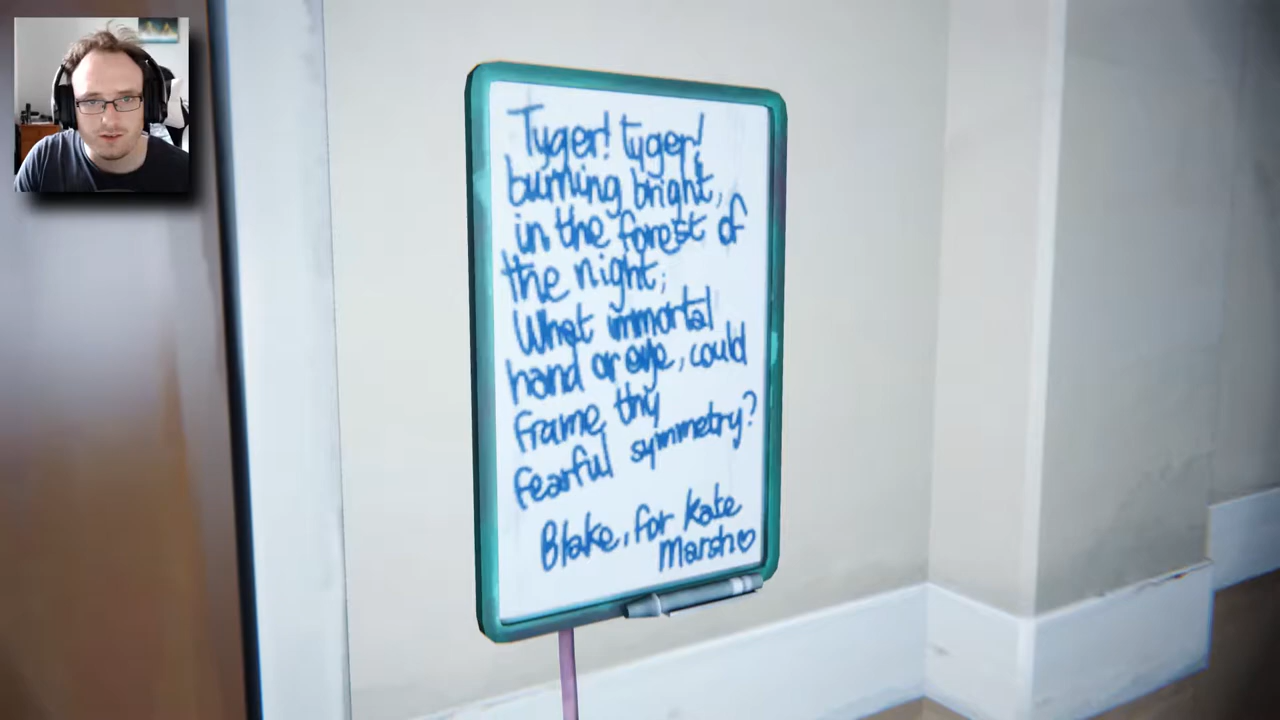 Tyger! tyger!
burning bright,
in the forest of
the night;
What immortal
hand or eye, could
frame thy
fearful symmetry?
Blake, for Kate
Marsh♡